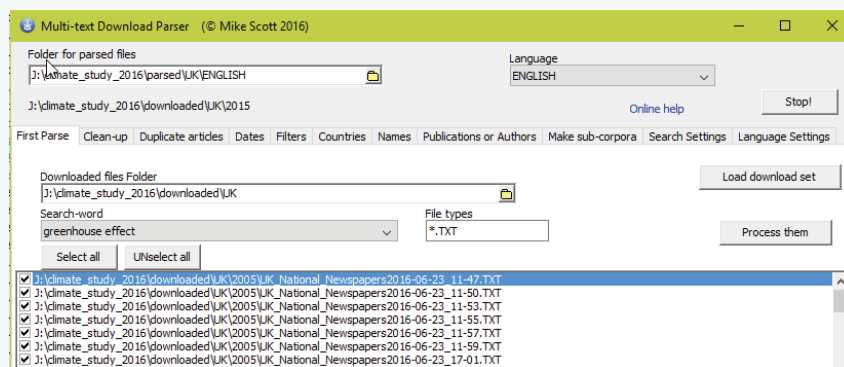 Multi-text Download Parser (© Mike Scott 2016)
Folder for parsed files
Language
J:\climate_study_2016\parsed\UK\ENGLISH
ENGLISH
J:\climate_study_2016\downloaded\UK\2015
Online help
Stop!
First Parse Clean-up Duplicate articles Dates Filters Countries Names Publications or Authors Make sub-corpora Search Settings Language Settings
Downloaded files Folder
Load download set
J:\climate_study_2016\downloaded\UK
Search-word
File types
greenhouse effect
*.TXT
Process them
Select all
UNselect all
J:\climate_study_2016\downloaded\UK\2005\UK_National_Newspapers2016-06-23_11-47.TXT
J:\climate_study_2016\downloaded\UK\2005\UK_National_Newspapers2016-06-23_11-50.TXT
J:\climate_study_2016\downloaded\UK\2005\UK_National_Newspapers2016-06-23_11-53.TXT
J:\climate_study_2016\downloaded\UK\2005\UK_National_Newspapers2016-06-23_11-55.TXT
J:\climate_study_2016\downloaded\UK\2005\UK_National_Newspapers2016-06-23_11-57.TXT
J:\climate_study_2016\downloaded\UK\2005\UK_National_Newspapers2016-06-23_11-59.TXT
J:\climate_study_2016\downloaded\UK\2005\UK_National_Newspapers2016-06-23_17-01.TXT